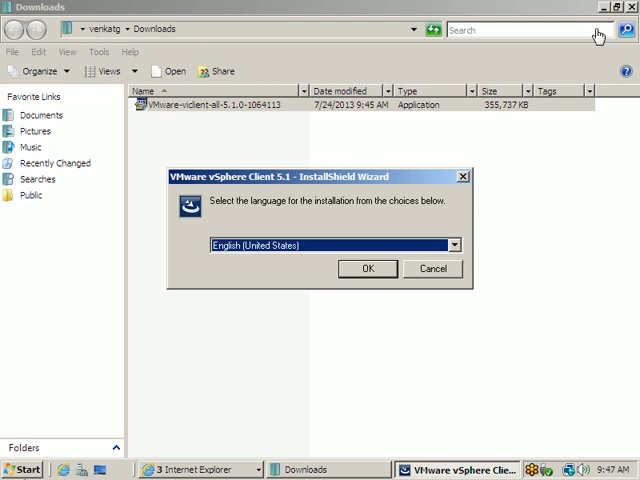 Downloads
venkatg
Downloads
Search
File Edit View Tools Help
Organize Views Open Share
Favorite Links
Documents
Pictures
Music
Recently Changed
Searches
Public
Folders
Name Date modified Type Size Tags
VMware-viclient-all-5.1.0-1064113 7/24/2013 9:45 AM Application 355,737 KB
VMware vSphere Client 5.1 - InstallShield Wizard
Select the language for the installation from the choices below.
English (United States)
OK Cancel
Start 3 Internet Explorer Downloads VMware vSphere Clie... 9:47 AM